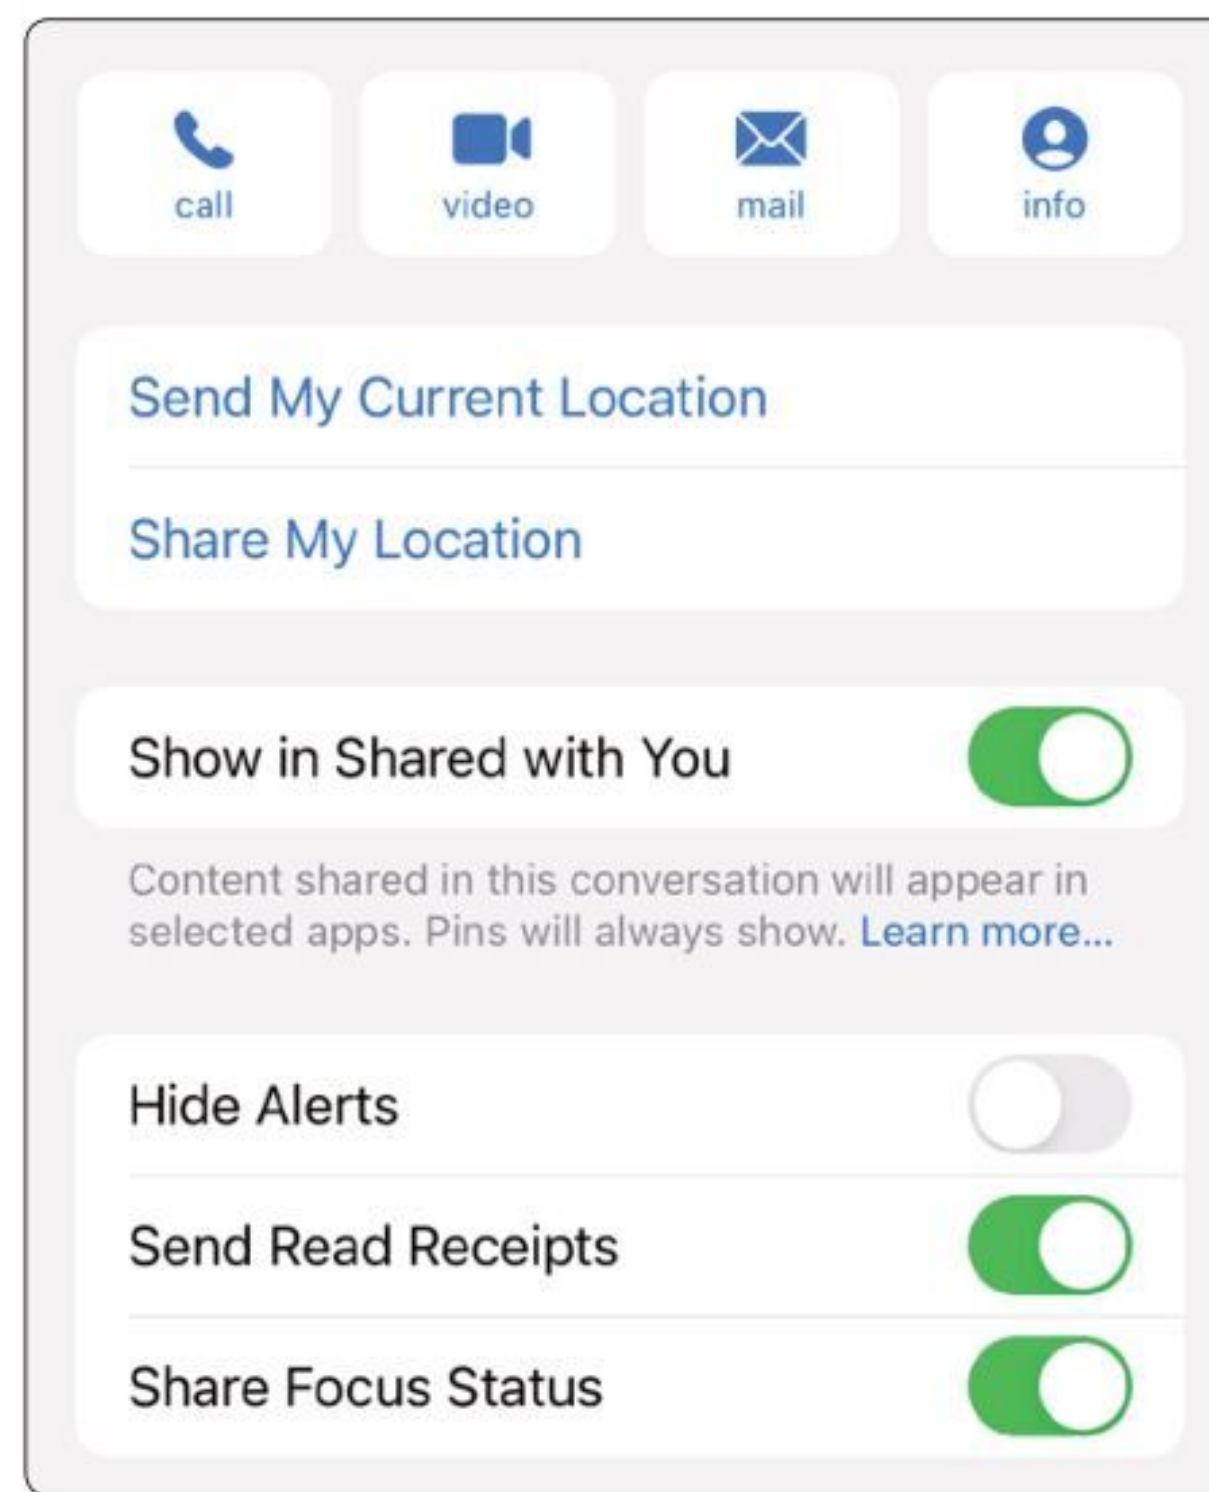 call
video
mail
info
Send My Current Location
Share My Location
Show in Shared with You
Content shared in this conversation will appear in
selected apps. Pins will always show. Learn more...
Hide Alerts
Send Read Receipts
Share Focus Status